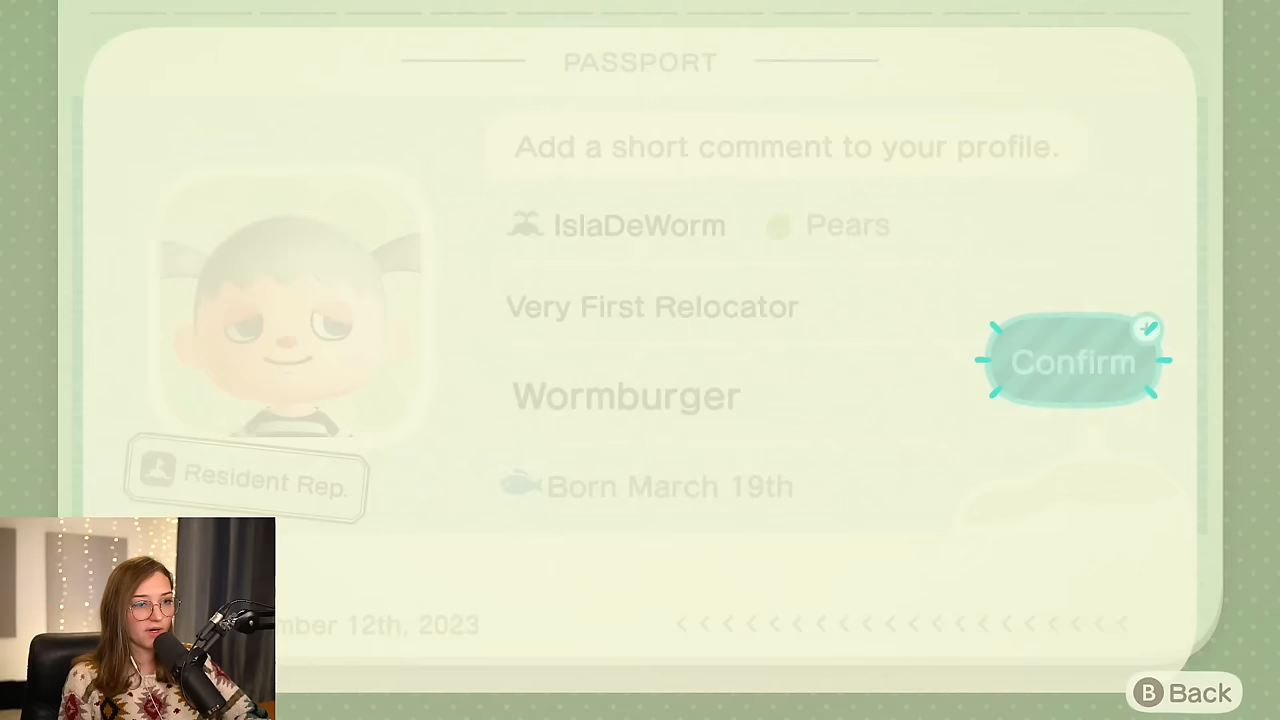 PASSPORT
Add a short comment to your profile.
IslaDeWorm Pears
Very First Relocator
Confirm
Wormburger
Resident Rep.
Born March 19th
12th, 2023
B Back